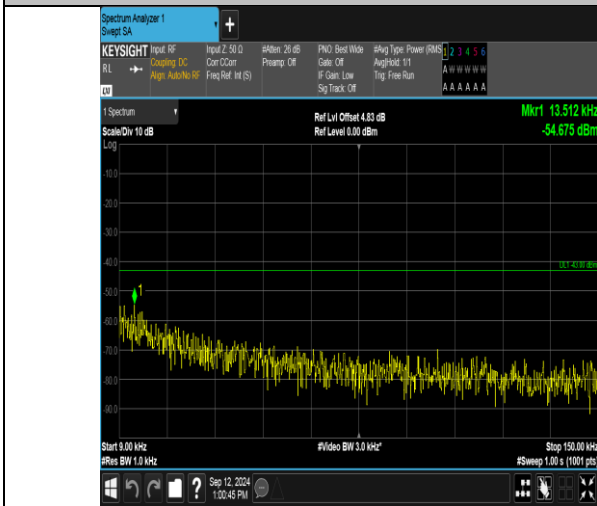 Spectrum Analyzer 1
Swept SA
+
KEYSIGHT
RL
Input: RF
Coupling: DC
Align: Auto/No RF
Input Z: 50 Ω
Corr CCorr
Freq Ref: Int (S)
#Atten: 26 dB
Preamp: Off
PNO: Best Wide
Gate: Off
IF Gain: Low
Sig Track: Off
#Avg Type: Power (RMS)
Avg|Hold: 1/1
Trig: Free Run
1 2 3 4 5 6
A W W W W W
A A A A A A
1 Spectrum
Scale/Div 10 dB
Log
Ref Lvl Offset 4.83 dB
Ref Level 0.00 dBm
Mkr1 13.512 kHz
-54.675 dBm
-10.0
-20.0
-30.0
-40.0
DL1 -43.00 dBm
-50.0
1
-60.0
-70.0
-80.0
-90.0
Start 9.00 kHz
#Res BW 1.0 kHz
#Video BW 3.0 kHz*
Stop 150.00 kHz
#Sweep 1.00 s (1001 pts)
?
Sep 12, 2024
1:00:45 PM